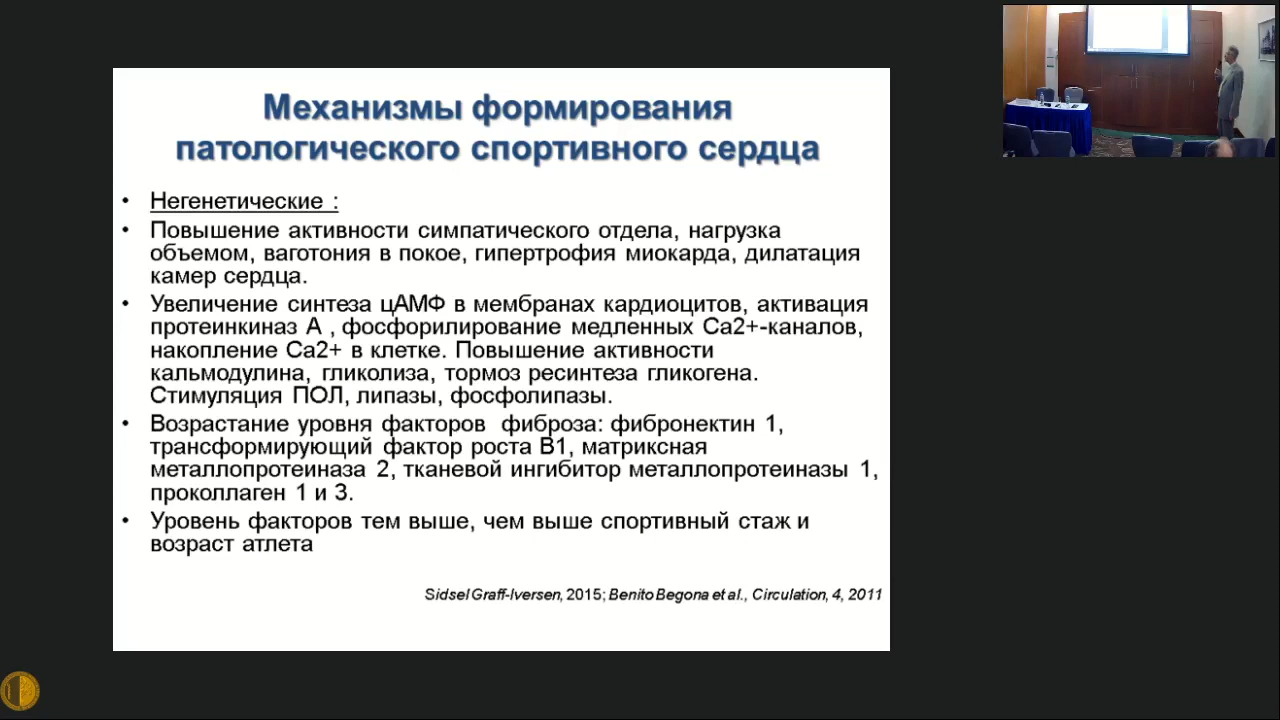 Механизмы формирования
патологического спортивного сердца
• Негенетические :
• Повышение активности симпатического отдела, нагрузка
объемом, ваготония в покое, гипертрофия миокарда, дилатация
камер сердца.
• Увеличение синтеза цАМФ в мембранах кардиоцитов, активация
протеинкиназ А , фосфорилирование медленных Са2+-каналов,
накопление Са2+ в клетке. Повышение активности
кальмодулина, гликолиза, тормоз ресинтеза гликогена.
Стимуляция ПОЛ, липазы, фосфолипазы.
• Возрастание уровня факторов фиброза: фибронектин 1,
трансформирующий фактор роста В1, матриксная
металлопротеиназа 2, тканевой ингибитор металлопротеиназы 1,
проколлаген 1 и 3.
• Уровень факторов тем выше, чем выше спортивный стаж и
возраст атлета
Sidsel Graff-Iversen, 2015; Benito Begona et al., Circulation, 4, 2011